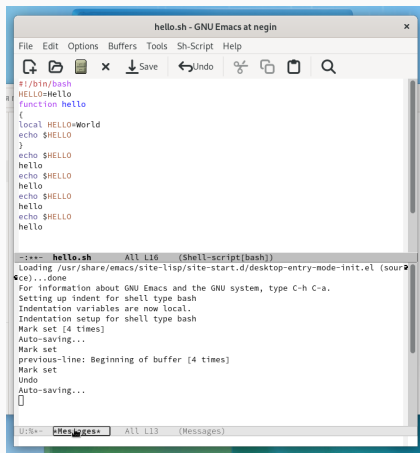 hello.sh - GNU Emacs at negin
File Edit Options Buffers Tools Sh-Script Help
Save Undo
#!/bin/bash
HELLO=Hello
function hello
{
local HELLO=World
echo $HELLO
}
echo $HELLO
hello
echo $HELLO
hello
echo $HELLO
hello
echo $HELLO
hello
-:**- hello.sh All L16 (Shell-script[bash])
Loading /usr/share/emacs/site-lisp/site-start.d/desktop-entry-mode-init.el (sour
ce)...done
For information about GNU Emacs and the GNU system, type C-h C-a.
Setting up indent for shell type bash
Indentation variables are now local.
Indentation setup for shell type bash
Mark set [4 times]
Auto-saving...
Mark set
previous-line: Beginning of buffer [4 times]
Mark set
Undo
Auto-saving...
U:%*- *Messages* All L13 (Messages)